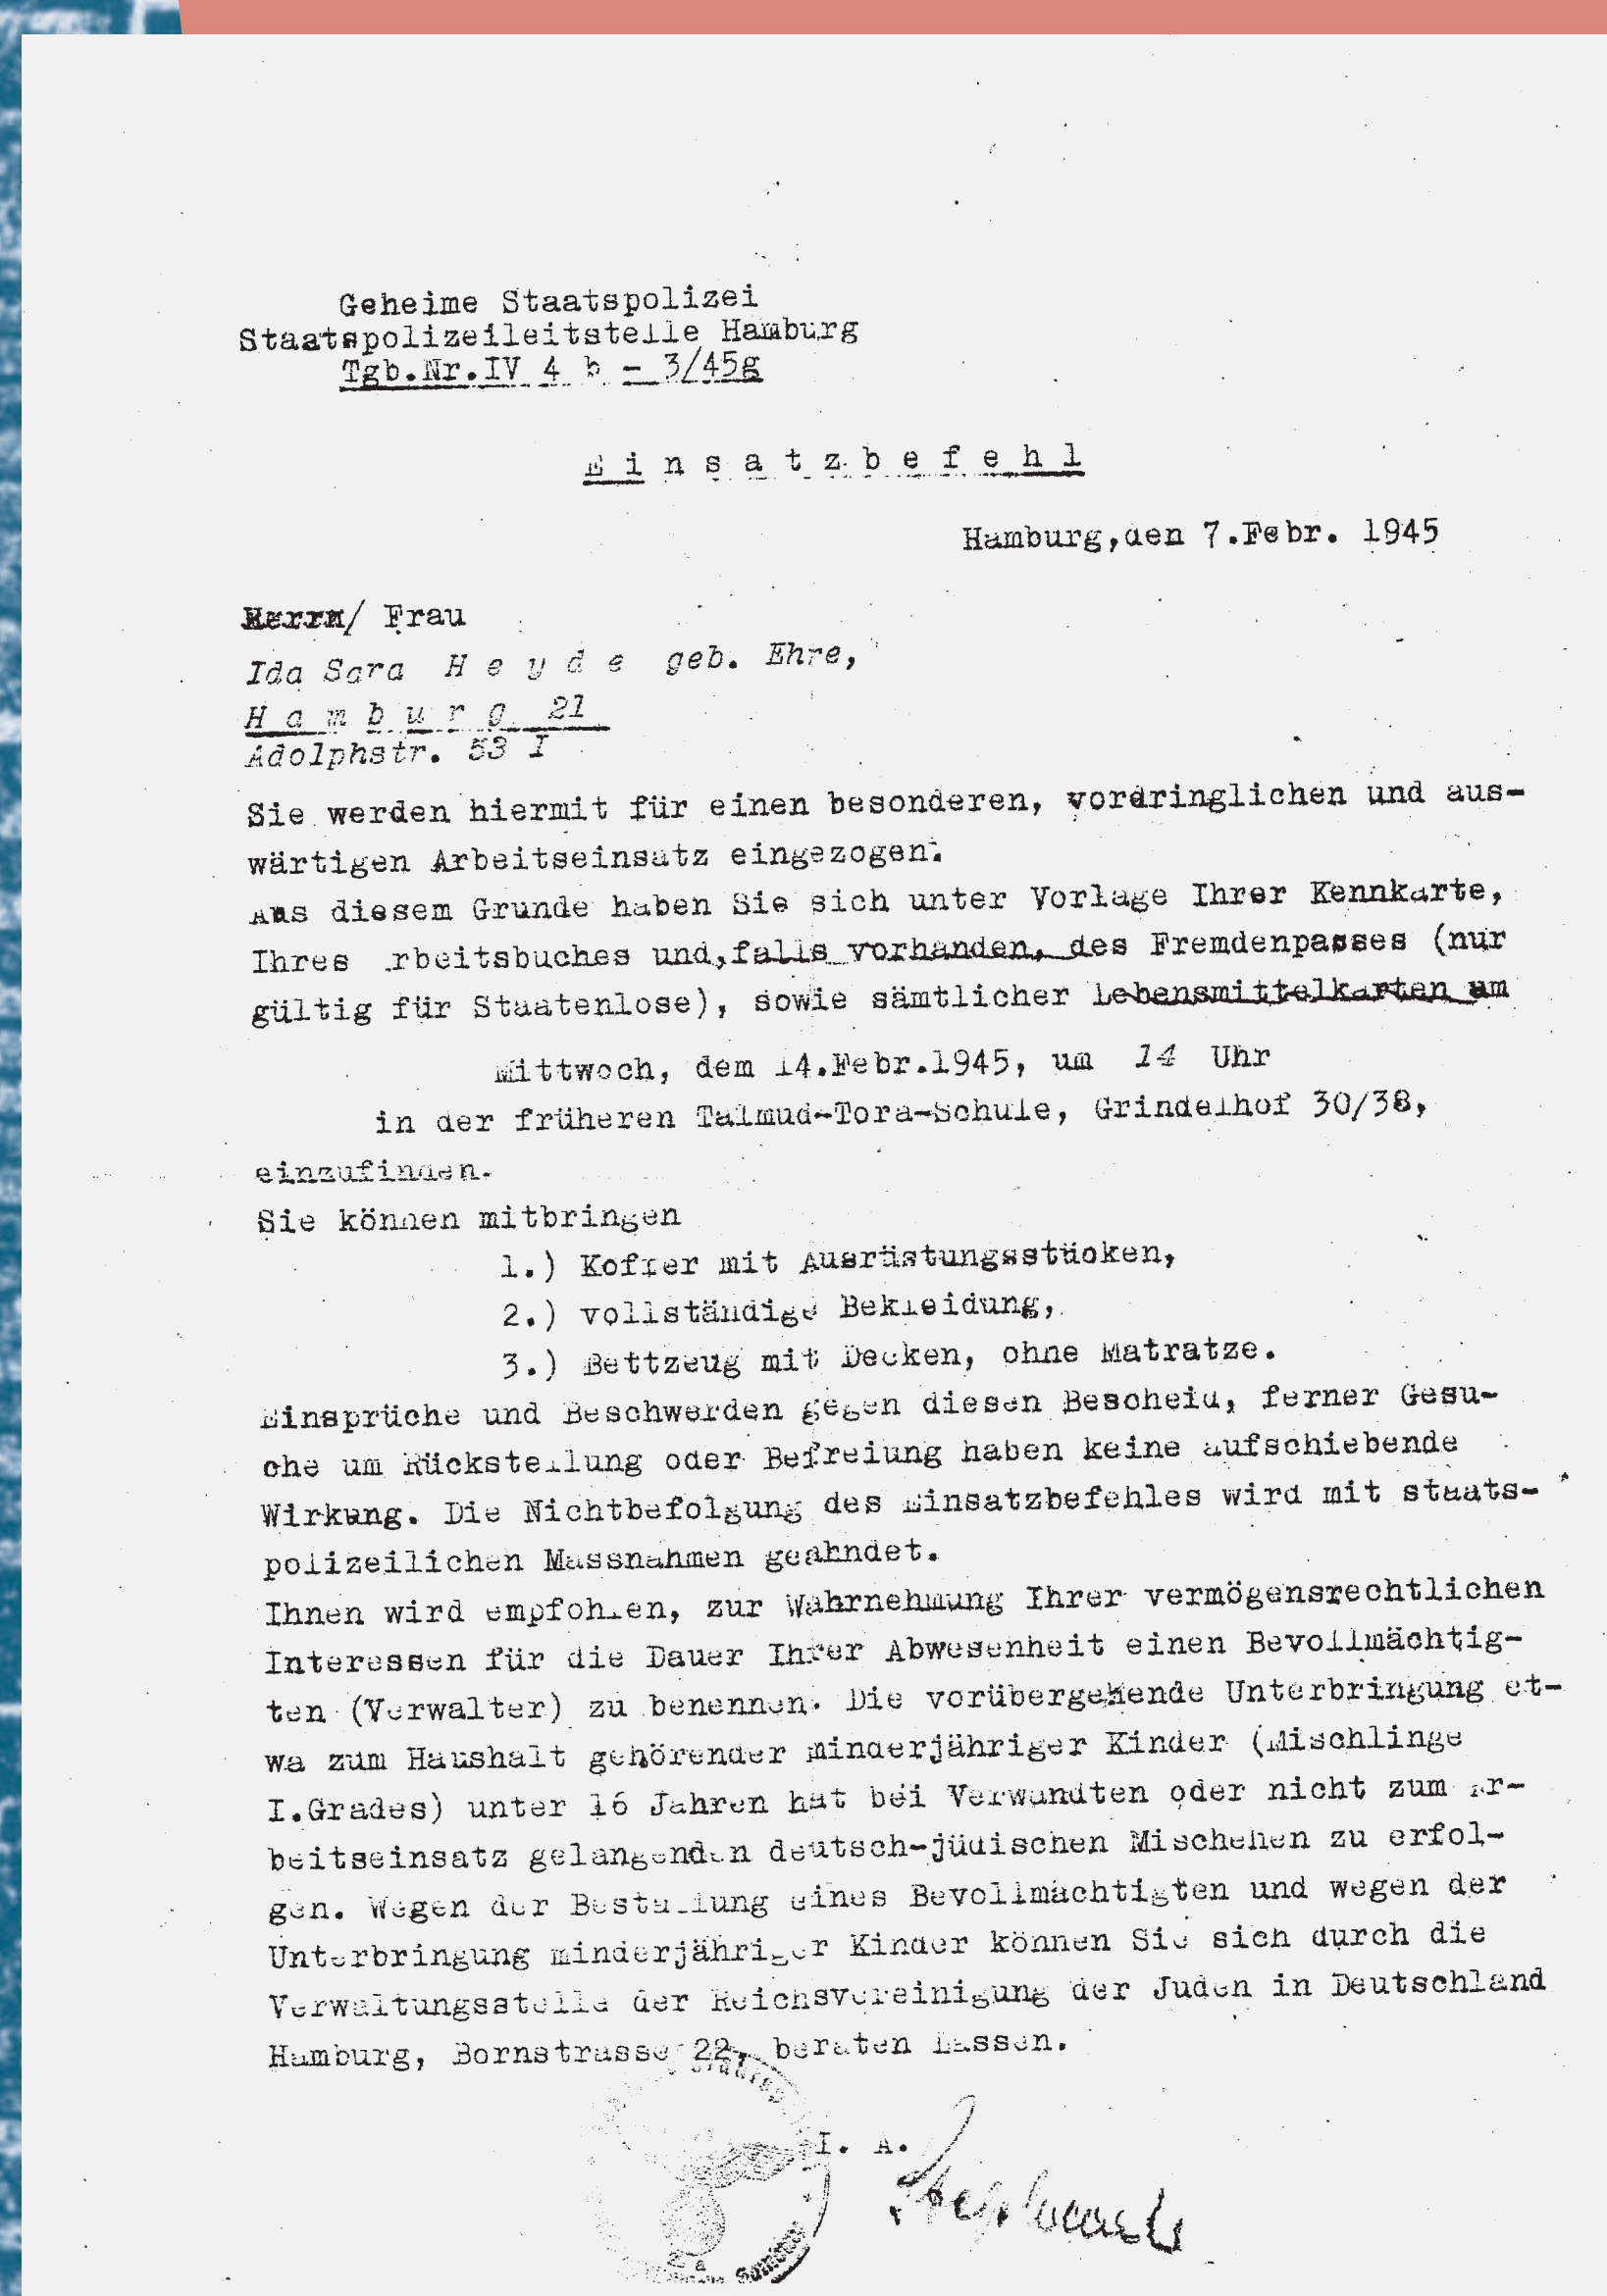 Geheime Staatspolizei
Staatspolizeileitstelle Hamburg
Tgb.Nr.IV 4 b - 3/45g
E i n s a t z b e f e h l
Hamburg,den 7.Febr. 1945
Herrn/ Frau
Ida Sara H e y d e geb. Ehre,
H a m b u r g 21
Adolphstr. 53 I
Sie werden hiermit für einen besonderen, vordringlichen und aus-
wärtigen Arbeitseinsatz eingezogen.
Aus diesem Grunde haben Sie sich unter Vorlage Ihrer Kennkarte,
Ihres Arbeitsbuches und,falls vorhanden, des Fremdenpasses (nur
gültig für Staatenlose), sowie sämtlicher Lebensmittelkarten am
Mittwoch, dem 14.Febr.1945, um 14 Uhr
in der früheren Talmud-Tora-Schule, Grindelhof 30/38,
einzufinden.
Sie können mitbringen
1.) Koffer mit Ausrüstungsstücken,
2.) vollständige Bekleidung,
3.) Bettzeug mit Decken, ohne Matratze.
Einsprüche und Beschwerden gegen diesen Bescheid, ferner Gesu-
che um Rückstellung oder Befreiung haben keine aufschiebende
Wirkung. Die Nichtbefolgung des Einsatzbefehles wird mit staats-
polizeilichen Massnahmen geahndet.
Ihnen wird empfohlen, zur Wahrnehmung Ihrer vermögensrechtlichen
Interessen für die Dauer Ihrer Abwesenheit einen Bevollmächtig-
ten (Verwalter) zu benennen. Die vorübergehende Unterbringung et-
wa zum Haushalt gehörender minderjähriger Kinder (Mischlinge
I.Grades) unter 16 Jahren hat bei Verwandten oder nicht zum Ar-
beitseinsatz gelangenden deutsch-jüdischen Mischehen zu erfol-
gen. Wegen der Bestallung eines Bevollmächtigten und wegen der
Unterbringung minderjähriger Kinder können Sie sich durch die
Verwaltungsstelle der Reichsvereinigung der Juden in Deutschland
Hamburg, Bornstrasse 22, beraten lassen.
I. A.